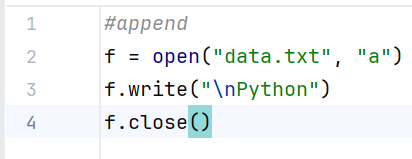 1 #append
2 f = open("data.txt", "a")
3 f.write("\nPython")
4 f.close()